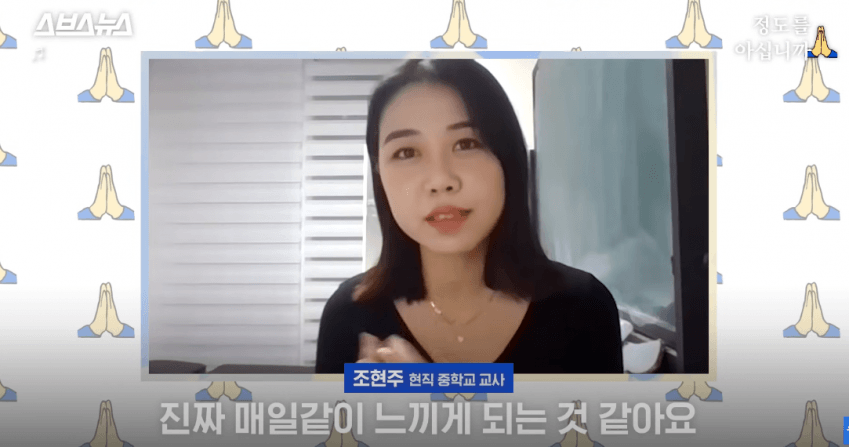 스브스뉴스
정도를
아십니까
조현주 현직 중학교 교사
진짜 매일같이 느끼게 되는 것 같아요